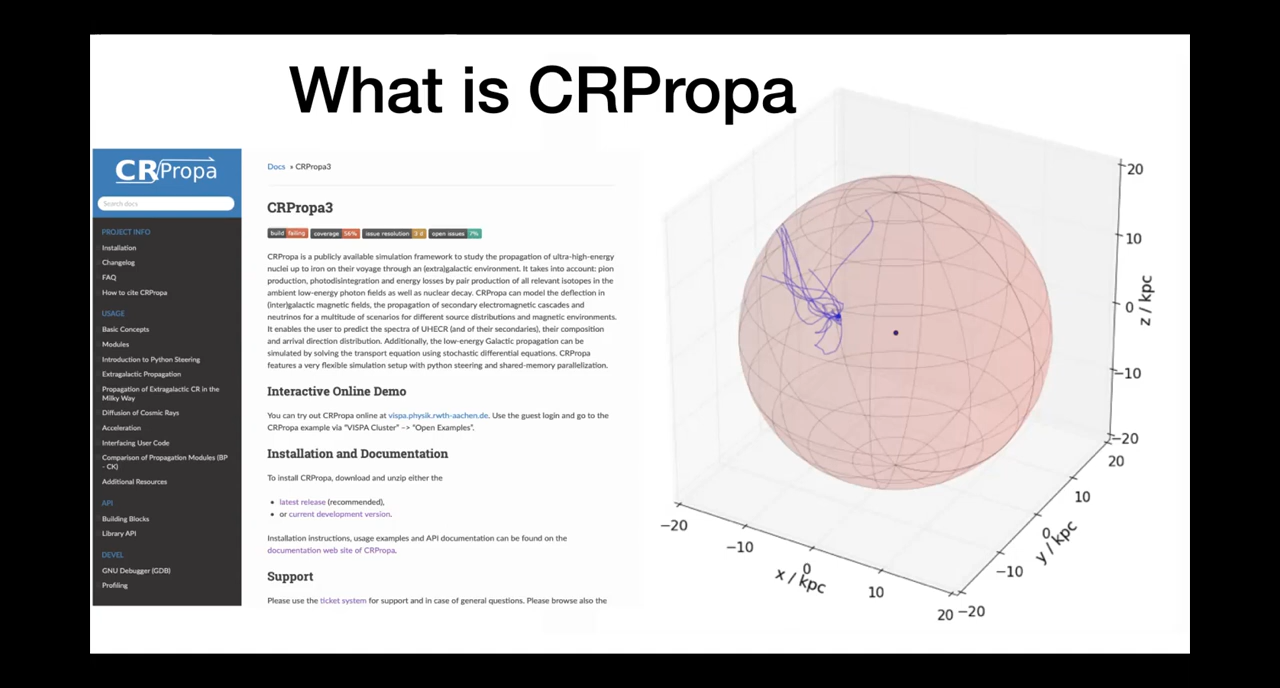 What is CRPropa
CRPropa
Search docs
PROJECT INFO
Installation
Changelog
FAQ
How to cite CRPropa
USAGE
Basic Concepts
Modules
Introduction to Python Steering
Extragalactic Propagation
Propagation of Extragalactic CR in the
Milky Way
Diffusion of Cosmic Rays
Acceleration
Interfacing User Code
Comparison of Propagation Modules (BP
- CK)
Additional Resources
API
Building Blocks
Library API
DEVEL
GNU Debugger (GDB)
Profiling
Docs » CRPropa3
CRPropa3
build failing coverage 56% issue resolution 3 d open issues 7%
CRPropa is a publicly available simulation framework to study the propagation of ultra-high-energy
nuclei up to iron on their voyage through an (extra)galactic environment. It takes into account: pion
production, photodisintegration and energy losses by pair production of all relevant isotopes in the
ambient low-energy photon fields as well as nuclear decay. CRPropa can model the deflection in
(inter)galactic magnetic fields, the propagation of secondary electromagnetic cascades and
neutrinos for a multitude of scenarios for different source distributions and magnetic environments.
It enables the user to predict the spectra of UHECR (and of their secondaries), their composition
and arrival direction distribution. Additionally, the low-energy Galactic propagation can be
simulated by solving the transport equation using stochastic differential equations. CRPropa
features a very flexible simulation setup with python steering and shared-memory parallelization.
Interactive Online Demo
You can try out CRPropa online at vispa.physik.rwth-aachen.de. Use the guest login and go to the
CRPropa example via “VISPA Cluster” –> “Open Examples”.
Installation and Documentation
To install CRPropa, download and unzip either the
• latest release (recommended),
• or current development version.
Installation instructions, usage examples and API documentation can be found on the
documentation web site of CRPropa.
Support
Please use the ticket system for support and in case of general questions. Please browse also the
20
10
0
−10
−20
z / kpc
20
10
0
−10
−20
y / kpc
−20
−10
0
10
20
x / kpc